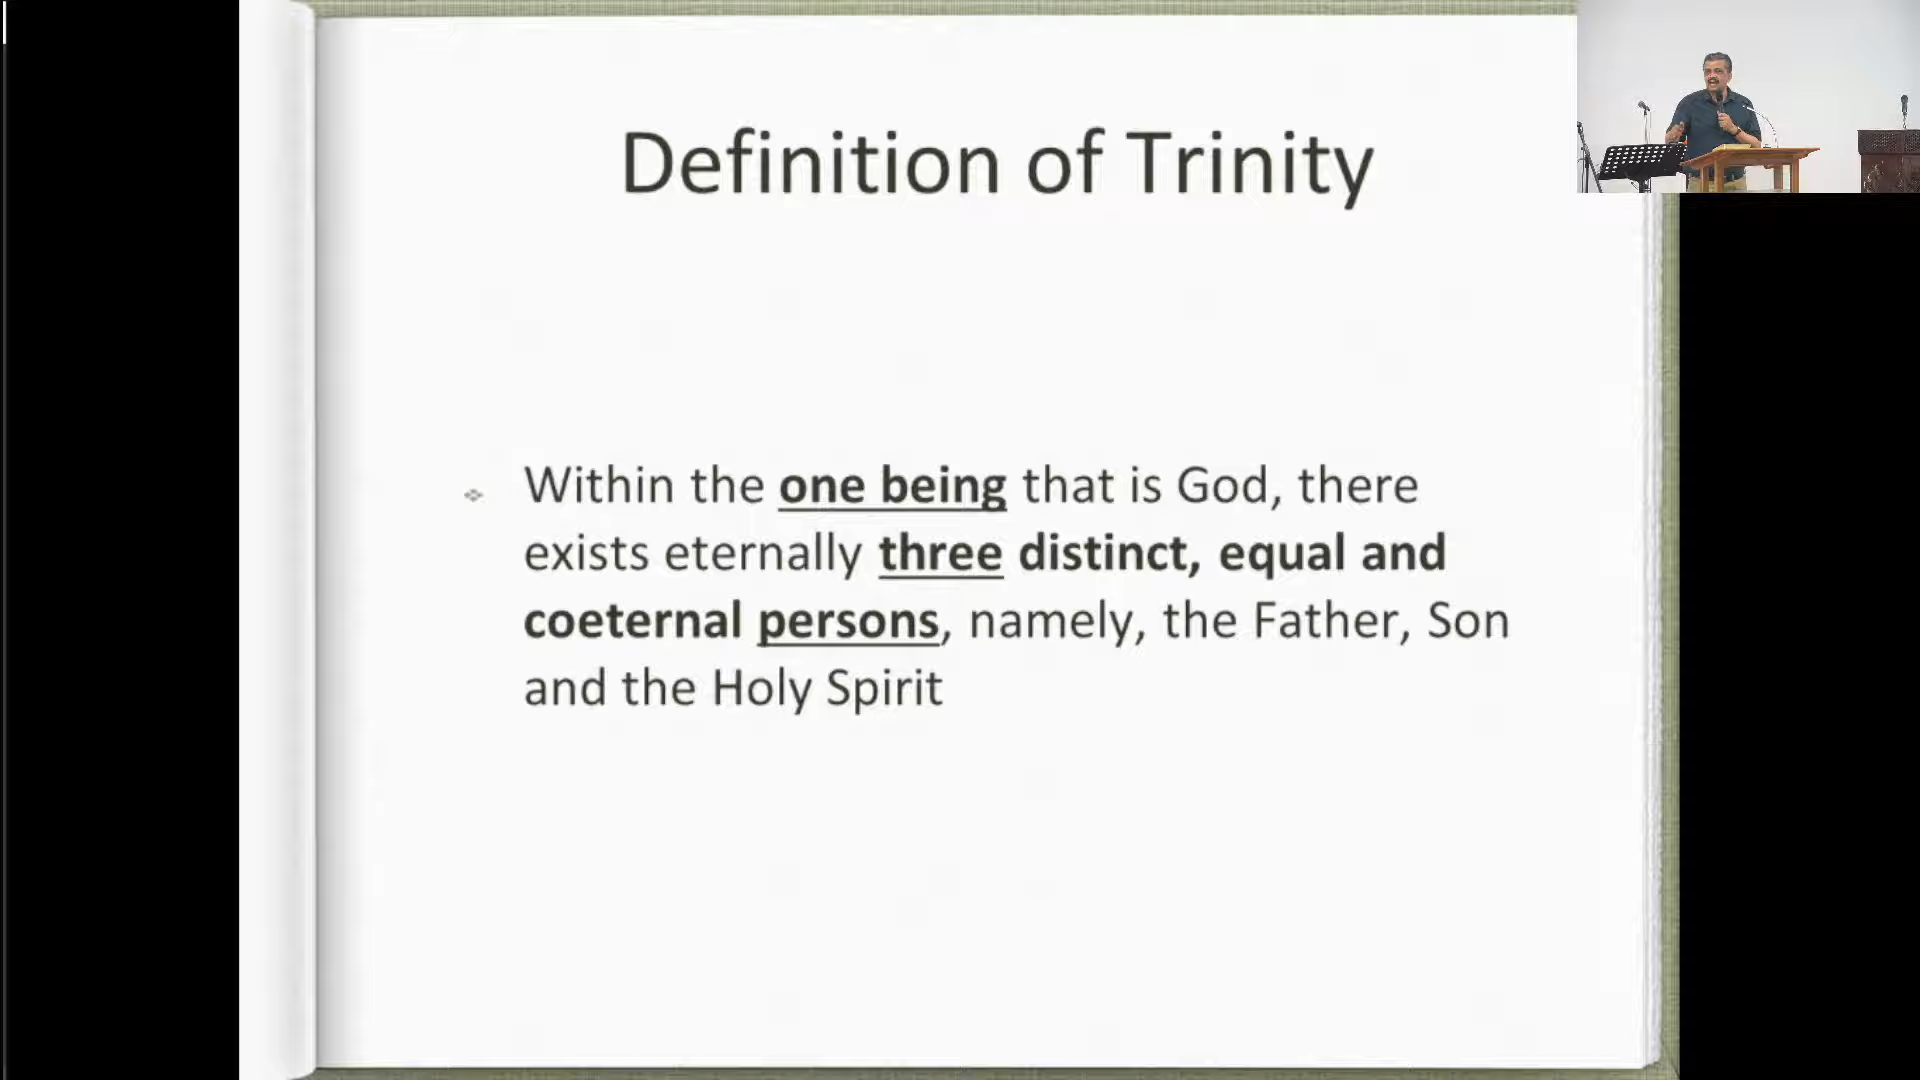 Definition of Trinity
Within the one being that is God, there
exists eternally three distinct, equal and
coeternal persons, namely, the Father, Son
and the Holy Spirit